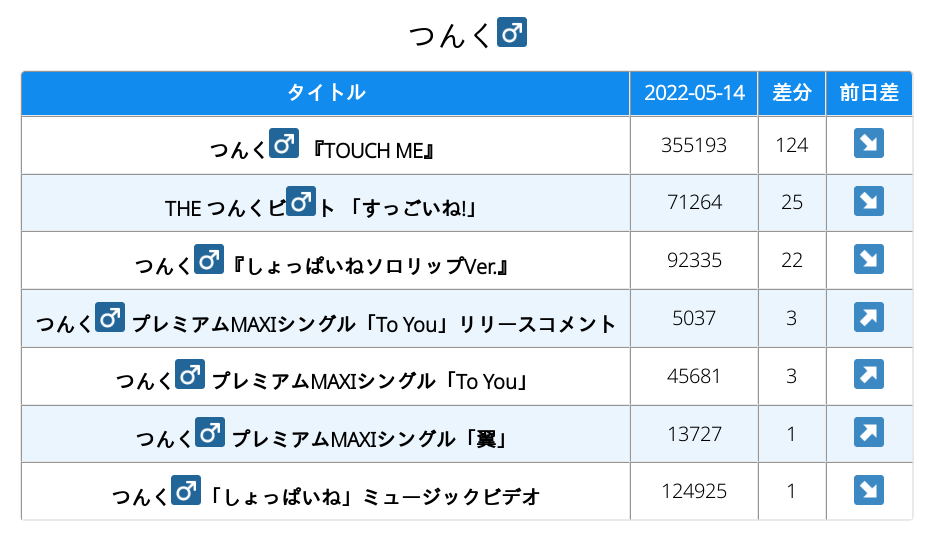 つんく♂
タイトル 2022-05-14 差分 前日差
つんく♂ 『TOUCH ME』 355193 124 ↘
THE つんくビ♂ト 「すっごいね!」 71264 25 ↘
つんく♂『しょっぱいねソロリップVer.』 92335 22 ↘
つんく♂ プレミアムMAXIシングル「To You」リリースコメント 5037 3 ↗
つんく♂ プレミアムMAXIシングル「To You」 45681 3 ↗
つんく♂ プレミアムMAXIシングル「翼」 13727 1 ↗
つんく♂「しょっぱいね」ミュージックビデオ 124925 1 ↘